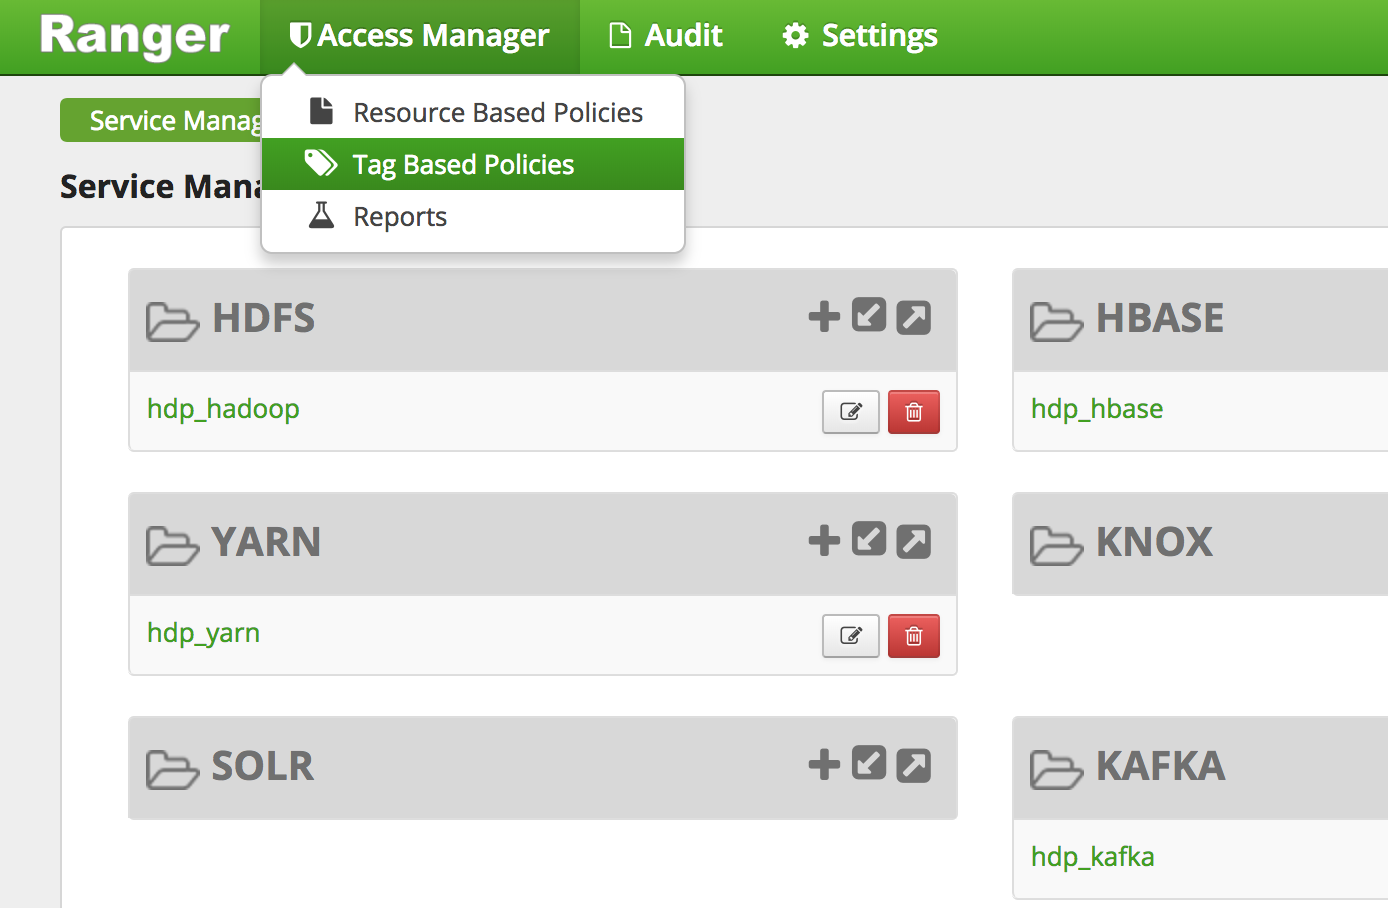 Ranger Access Manager Audit Settings
Resource Based Policies
Service Manag
Tag Based Policies
Service Mana
Reports
HDFS HBASE
hdp_hadoop hdp_hbase
YARN KNOX
hdp_yarn
SOLR KAFKA
hdp_kafka